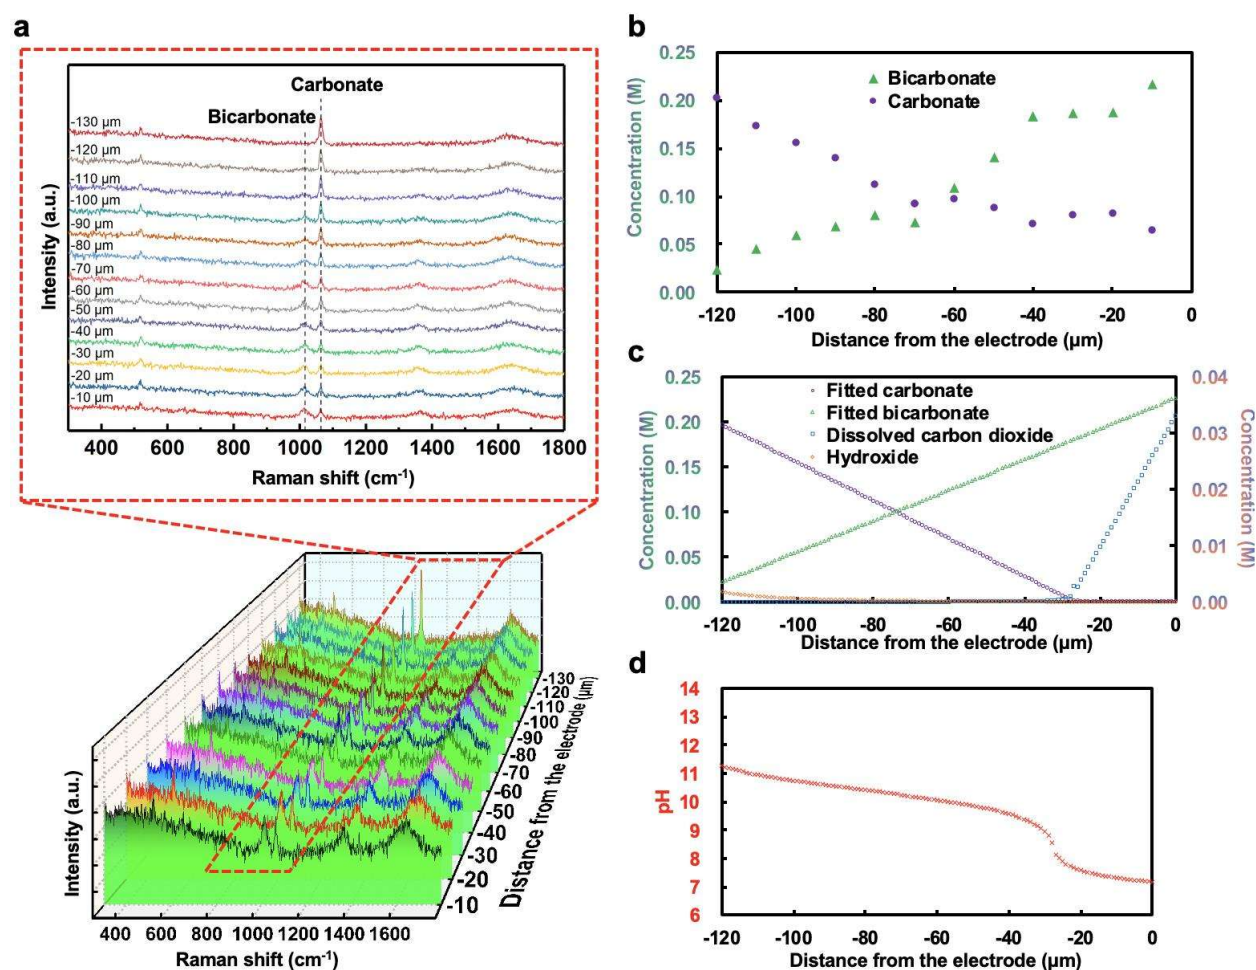 a
Carbonate
Bicarbonate
-130 µm
-120 µm
-110 µm
-100 µm
-90 µm
-80 µm
-70 µm
-60 µm
-50 µm
-40 µm
-30 µm
-20 µm
-10 µm
Intensity (a.u.)
400 600 800 1000 1200 1400 1600 1800
Raman shift (cm⁻¹)
Intensity (a.u.)
400 600 800 1000 1200 1400 1600
Raman shift (cm⁻¹)
-130
-120
-110
-100
-90
-80
-70
-60
-50
-40
-30
-20
-10
Distance from the electrode (µm)
b
Concentration (M)
0.25
0.20
0.15
0.10
0.05
0.00
Bicarbonate
Carbonate
-120 -100 -80 -60 -40 -20 0
Distance from the electrode (µm)
c
Concentration (M)
0.25
0.20
0.15
0.10
0.05
0.00
Fitted carbonate
Fitted bicarbonate
Dissolved carbon dioxide
Hydroxide
0.04
0.03
0.02
0.01
0.00
Concentration (M)
-120 -100 -80 -60 -40 -20 0
Distance from the electrode (µm)
d
pH
14
13
12
11
10
9
8
7
6
-120 -100 -80 -60 -40 -20 0
Distance from the electrode (µm)